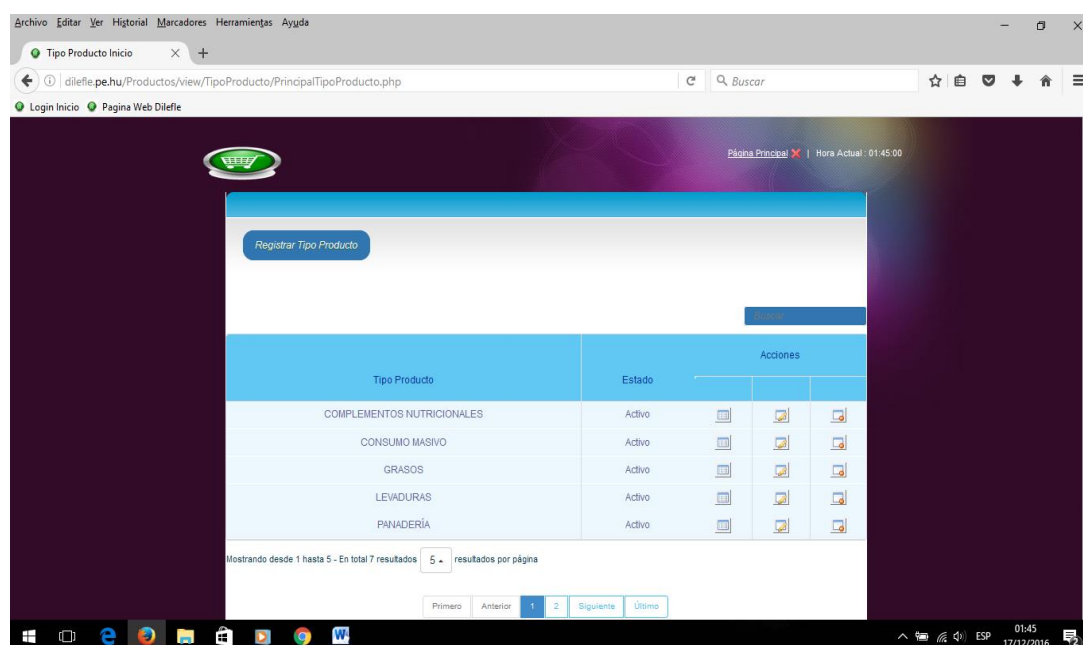 Archivo Editar Ver Historial Marcadores Herramientas Ayuda
Tipo Producto Inicio
dilefle.pe.hu/Productos/view/TipoProducto/PrincipalTipoProducto.php
Buscar
Login Inicio Pagina Web Dilefle
Página Principal | Hora Actual : 01:45:00
Registrar Tipo Producto
Buscar
Acciones
Tipo Producto Estado
COMPLEMENTOS NUTRICIONALES Activo
CONSUMO MASIVO Activo
GRASOS Activo
LEVADURAS Activo
PANADERÍA Activo
Mostrando desde 1 hasta 5 - En total 7 resultados 5 resultados por página
Primero Anterior 1 2 Siguiente Último
ESP 01:45
17/12/2016